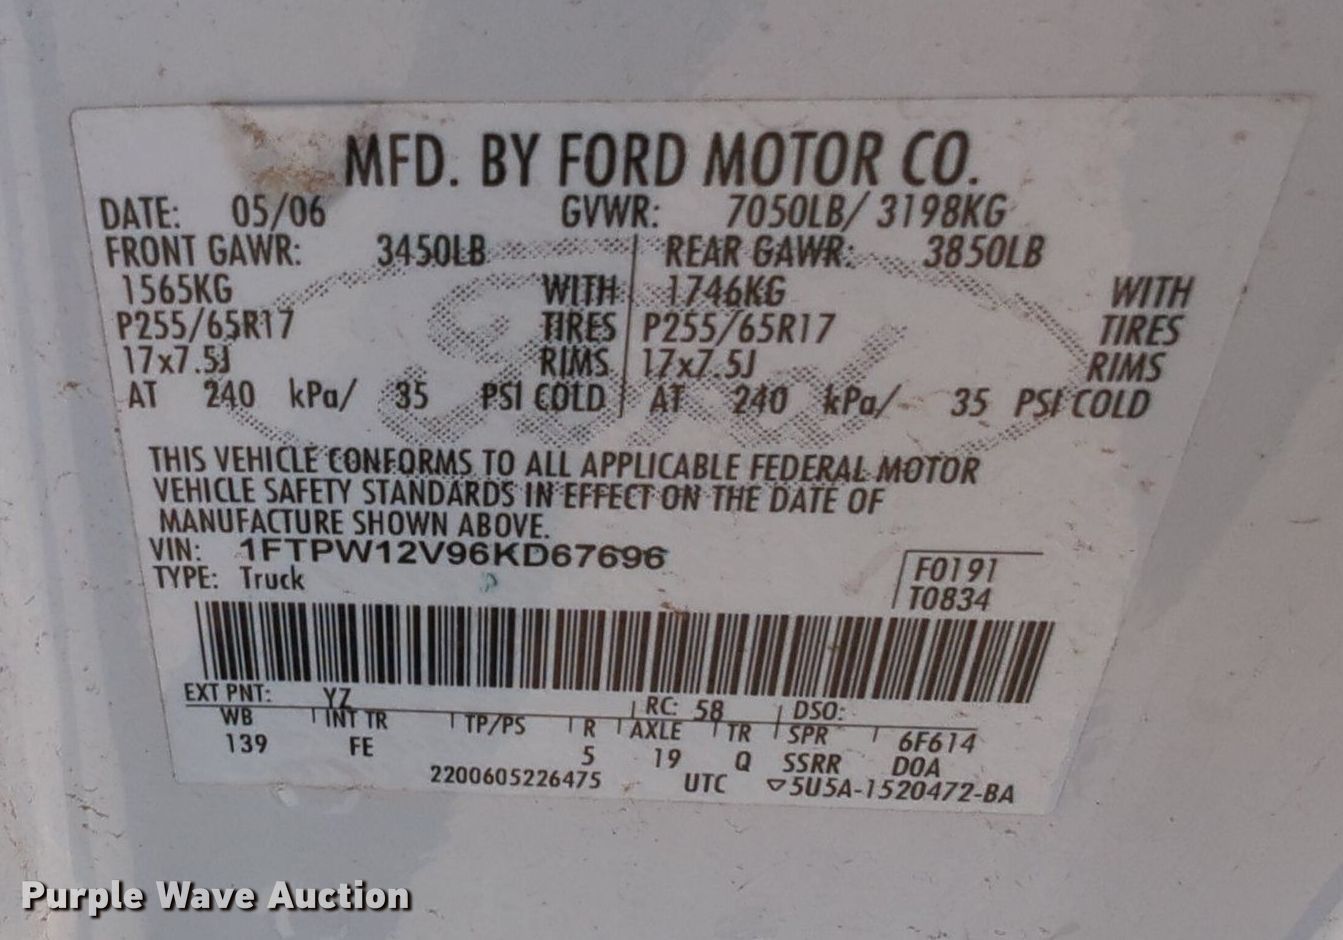 MFD. BY FORD MOTOR CO.
DATE: 05/06 GVWR: 7050LB/ 3198KG
FRONT GAWR: 3450LB REAR GAWR: 3850LB
1565KG WITH 1746KG WITH
P255/65R17 TIRES P255/65R17 TIRES
17x7.5J RIMS 17x7.5J RIMS
AT 240 kPa/ 35 PSI COLD AT 240 kPa/ 35 PSI COLD
Ford
THIS VEHICLE CONFORMS TO ALL APPLICABLE FEDERAL MOTOR
VEHICLE SAFETY STANDARDS IN EFFECT ON THE DATE OF
MANUFACTURE SHOWN ABOVE.
VIN: 1FTPW12V96KD67696
TYPE: Truck
F0191
T0834
EXT PNT: YZ RC: 58 DSO:
WB INT TR TP/PS R AXLE TR SPR 6F614
139 FE 5 19 Q SSRR DOA
2200605226475 UTC ▽5U5A-1520472-BA
Purple Wave Auction